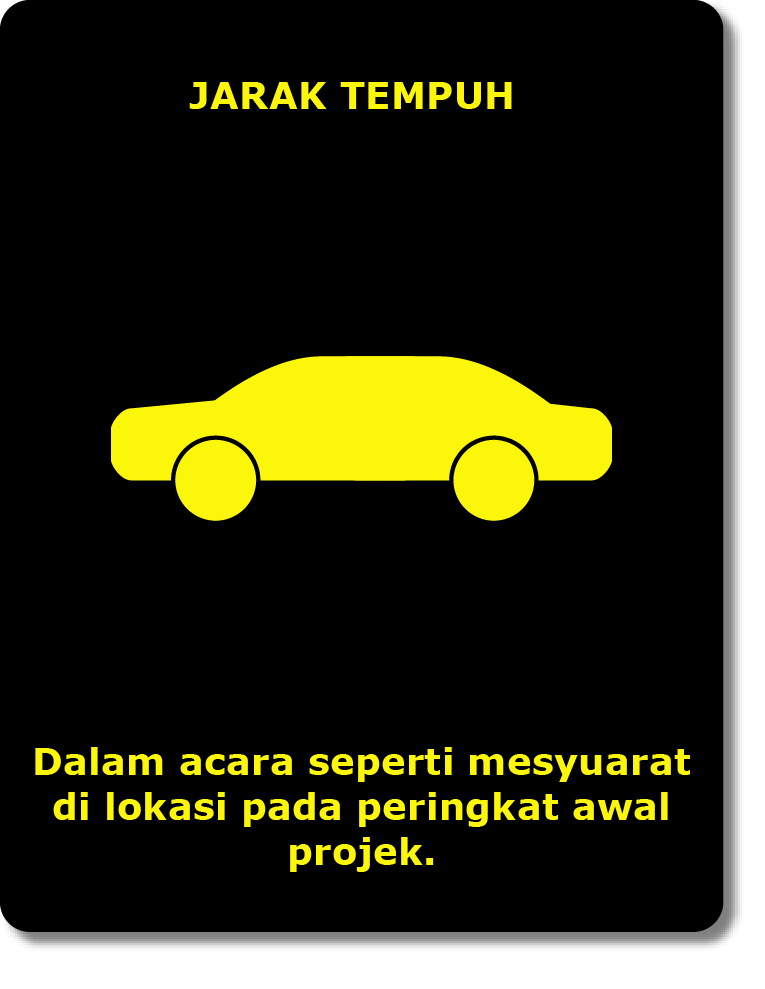 JARAK TEMPUH
Dalam acara seperti mesyuarat
di lokasi pada peringkat awal
projek.